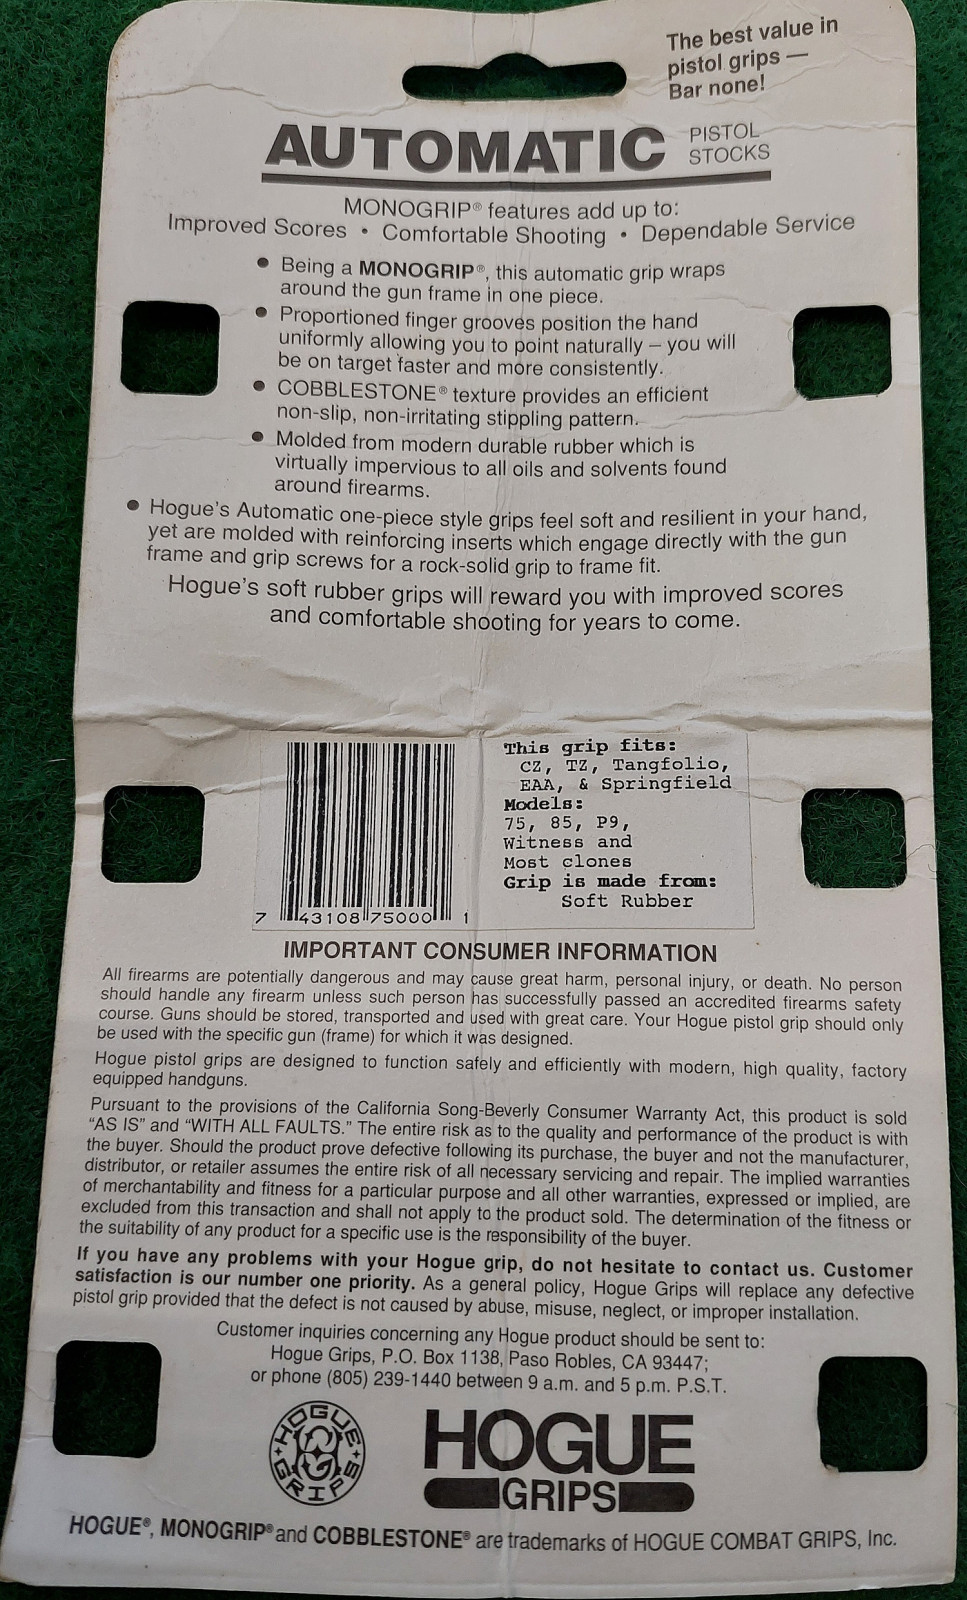 The best value in
pistol grips —
Bar none!
AUTOMATIC PISTOL
STOCKS
MONOGRIP® features add up to:
Improved Scores • Comfortable Shooting • Dependable Service
• Being a MONOGRIP®, this automatic grip wraps
around the gun frame in one piece.
• Proportioned finger grooves position the hand
uniformly allowing you to point naturally – you will
be on target faster and more consistently.
• COBBLESTONE® texture provides an efficient
non-slip, non-irritating stippling pattern.
• Molded from modern durable rubber which is
virtually impervious to all oils and solvents found
around firearms.
• Hogue's Automatic one-piece style grips feel soft and resilient in your hand,
yet are molded with reinforcing inserts which engage directly with the gun
frame and grip screws for a rock-solid grip to frame fit.
Hogue's soft rubber grips will reward you with improved scores
and comfortable shooting for years to come.
7 43108 75000 1
This grip fits:
CZ, TZ, Tangfolio,
EAA, & Springfield
Models:
75, 85, P9,
Witness and
Most clones
Grip is made from:
Soft Rubber
IMPORTANT CONSUMER INFORMATION
All firearms are potentially dangerous and may cause great harm, personal injury, or death. No person
should handle any firearm unless such person has successfully passed an accredited firearms safety
course. Guns should be stored, transported and used with great care. Your Hogue pistol grip should only
be used with the specific gun (frame) for which it was designed.
Hogue pistol grips are designed to function safely and efficiently with modern, high quality, factory
equipped handguns.
Pursuant to the provisions of the California Song-Beverly Consumer Warranty Act, this product is sold
“AS IS” and “WITH ALL FAULTS.” The entire risk as to the quality and performance of the product is with
the buyer. Should the product prove defective following its purchase, the buyer and not the manufacturer,
distributor, or retailer assumes the entire risk of all necessary servicing and repair. The implied warranties
of merchantability and fitness for a particular purpose and all other warranties, expressed or implied, are
excluded from this transaction and shall not apply to the product sold. The determination of the fitness or
the suitability of any product for a specific use is the responsibility of the buyer.
If you have any problems with your Hogue grip, do not hesitate to contact us. Customer
satisfaction is our number one priority. As a general policy, Hogue Grips will replace any defective
pistol grip provided that the defect is not caused by abuse, misuse, neglect, or improper installation.
Customer inquiries concerning any Hogue product should be sent to:
Hogue Grips, P.O. Box 1138, Paso Robles, CA 93447;
or phone (805) 239-1440 between 9 a.m. and 5 p.m. P.S.T.
HOGUE GRIPS
HOGUE
GRIPS
HOGUE®, MONOGRIP® and COBBLESTONE® are trademarks of HOGUE COMBAT GRIPS, Inc.